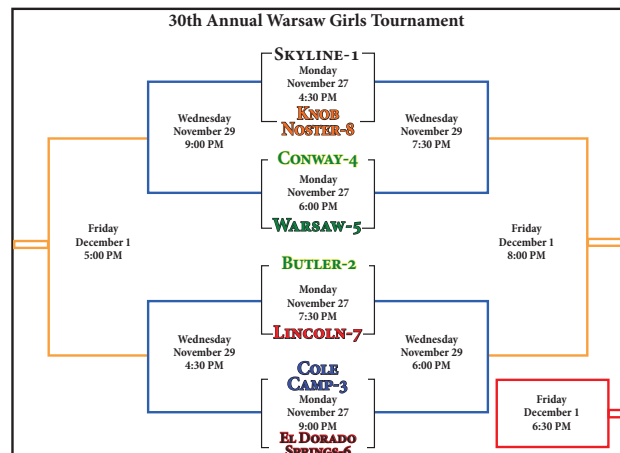 30th Annual Warsaw Girls Tournament
Skyline-1
Monday
November 27
4:30 PM
Knob
Noster-8
Wednesday
November 29
9:00 PM
Wednesday
November 29
7:30 PM
Conway-4
Monday
November 27
6:00 PM
Warsaw-5
Friday
December 1
5:00 PM
Friday
December 1
8:00 PM
Butler-2
Monday
November 27
7:30 PM
Lincoln-7
Wednesday
November 29
4:30 PM
Wednesday
November 29
6:00 PM
Cole
Camp-3
Monday
November 27
9:00 PM
El Dorado
Springs-6
Friday
December 1
6:30 PM